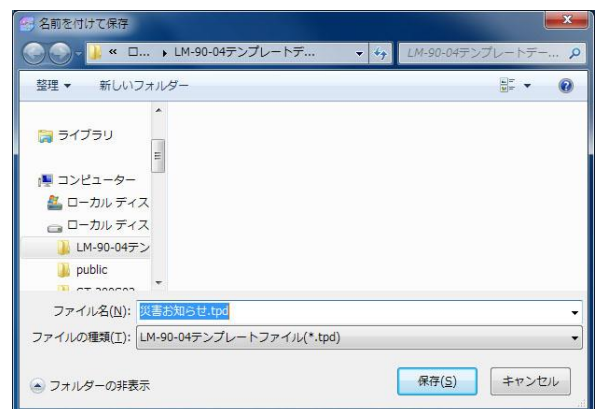 名前を付けて保存
« ロ... ▸ LM-90-04テンプレートデ...
LM-90-04テンプレートデー...
整理 ▼ 新しいフォルダー
ライブラリ
コンピューター
ローカル ディス
ローカル ディス
LM-90-04テン
public
ファイル名(N): 災害お知らせ.tpd
ファイルの種類(T): LM-90-04テンプレートファイル(*.tpd)
フォルダーの非表示
保存(S)
キャンセル